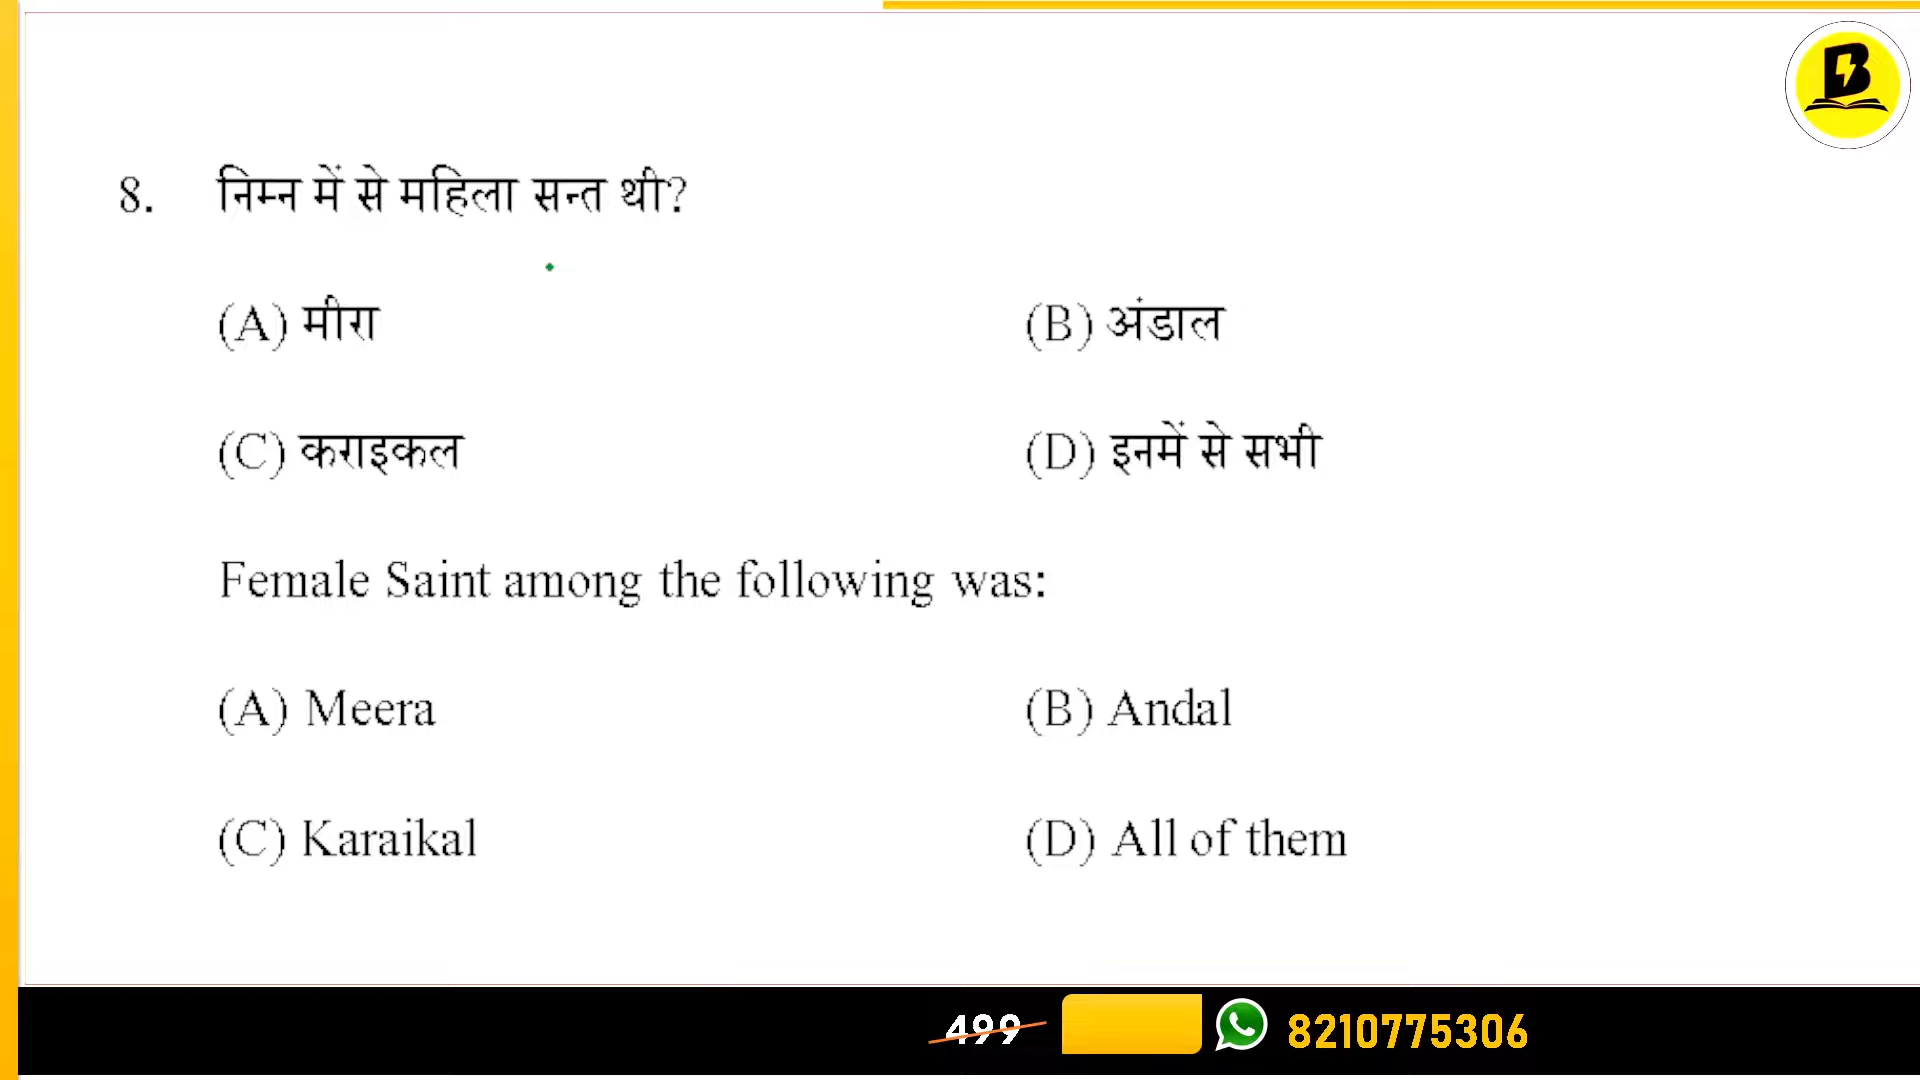 8. निम्न में से महिला सन्त थी?
(A) मीरा (B) अंडाल
(C) कराइकल (D) इनमें से सभी
Female Saint among the following was:
(A) Meera (B) Andal
(C) Karaikal (D) All of them
499 8210775306